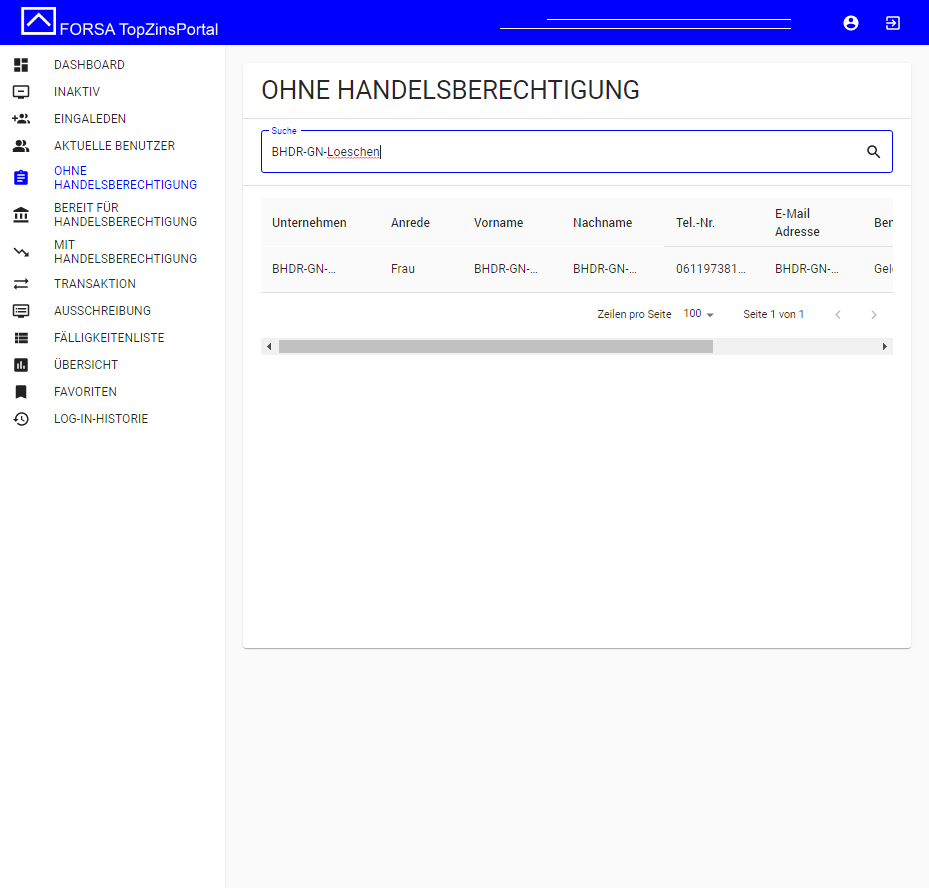 FORSA TopZinsPortal
DASHBOARD
INAKTIV
EINGALEDEN
AKTUELLE BENUTZER
OHNE
HANDELSBERECHTIGUNG
BEREIT FÜR
HANDELSBERECHTIGUNG
MIT
HANDELSBERECHTIGUNG
TRANSAKTION
AUSSCHREIBUNG
FÄLLIGKEITENLISTE
ÜBERSICHT
FAVORITEN
LOG-IN-HISTORIE
OHNE HANDELSBERECHTIGUNG
Suche
BHDR-GN-Loeschen
Unternehmen Anrede Vorname Nachname Tel.-Nr. E-Mail Adresse Ben
BHDR-GN-... Frau BHDR-GN-... BHDR-GN-... 061197381... BHDR-GN-... Gel
Zeilen pro Seite 100 Seite 1 von 1